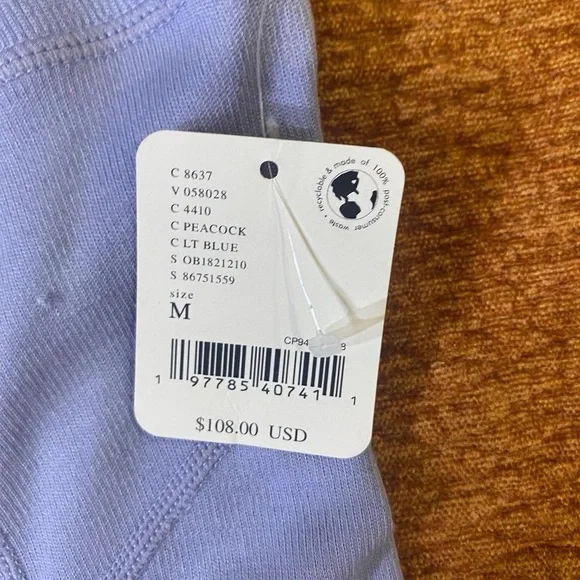 C 8637
V 058028
C 4410
C PEACOCK
C LT BLUE
S OB1821210
S 86751559
size
M
• recyclable & made of 100% post-consumer waste
1 97785 40741 1
$108.00 USD